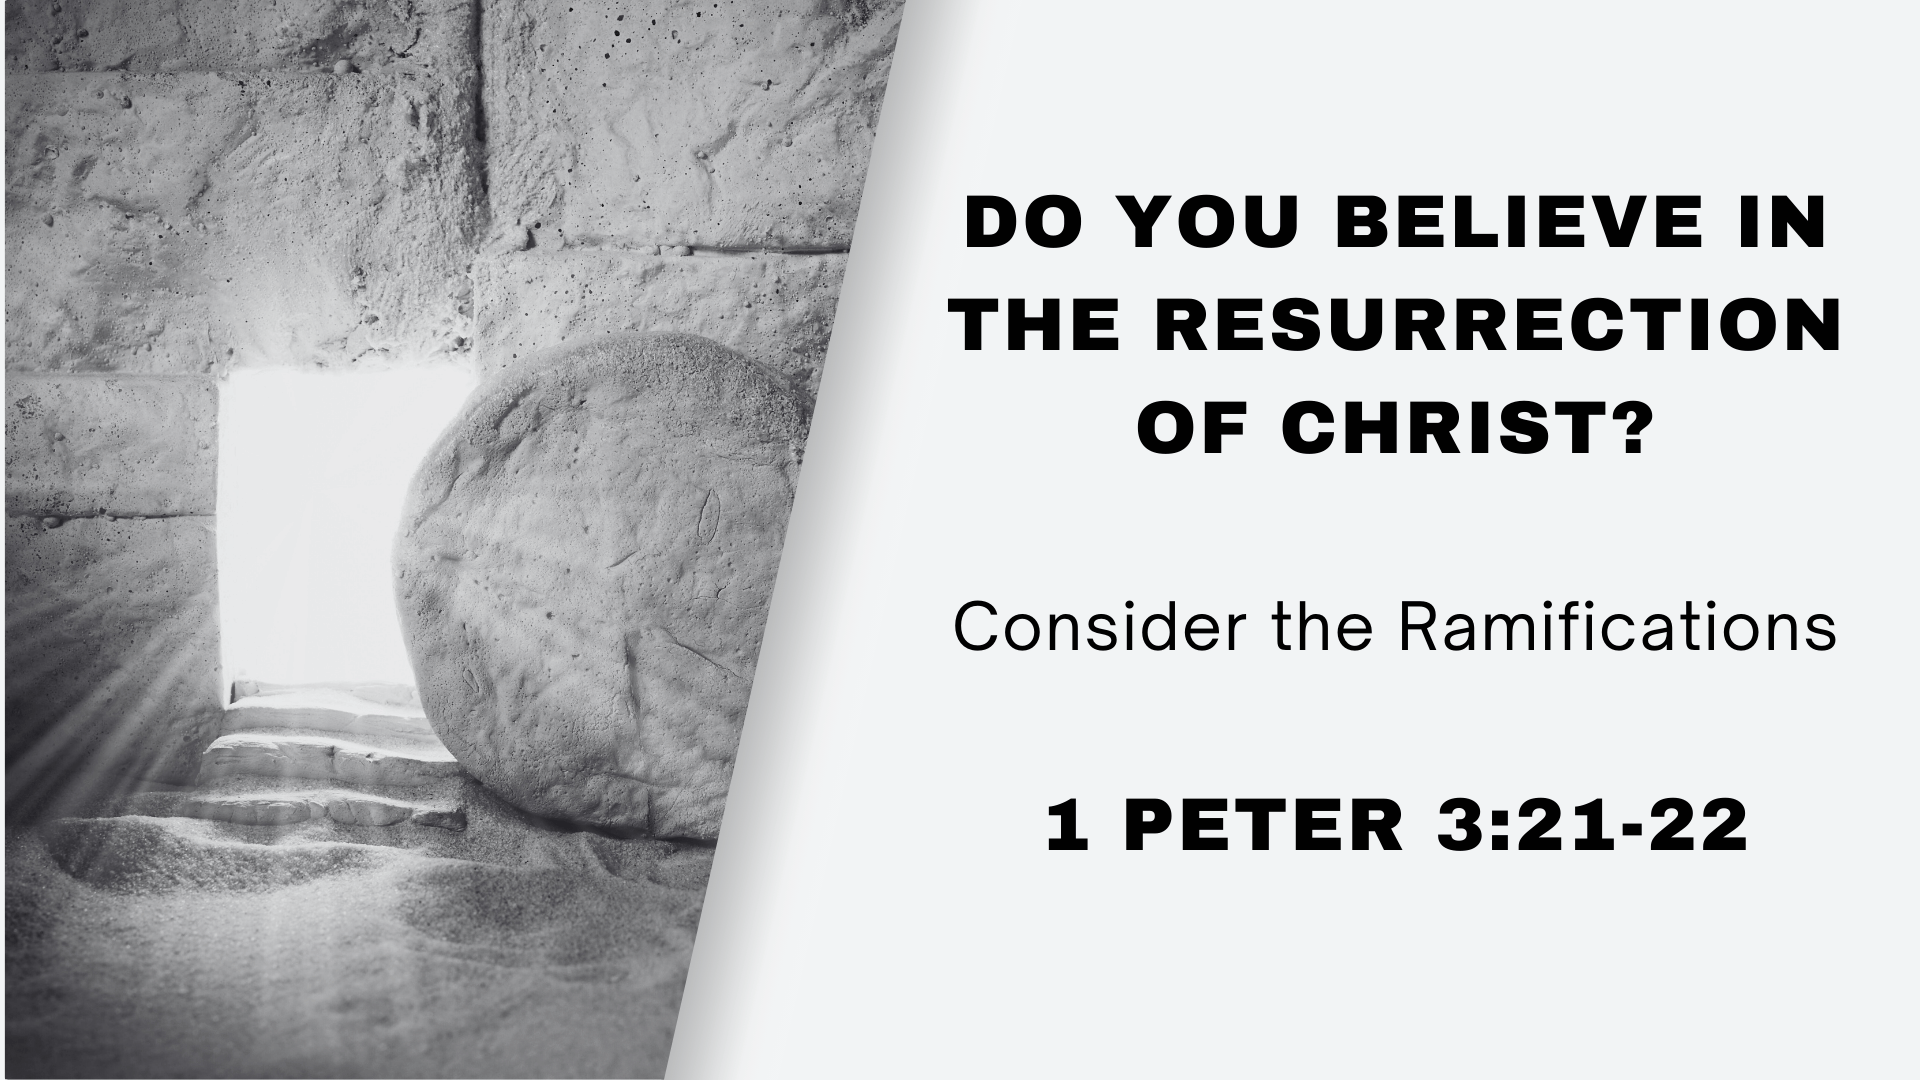 DO YOU BELIEVE IN
THE RESURRECTION
OF CHRIST?
Consider the Ramifications
1 PETER 3:21-22